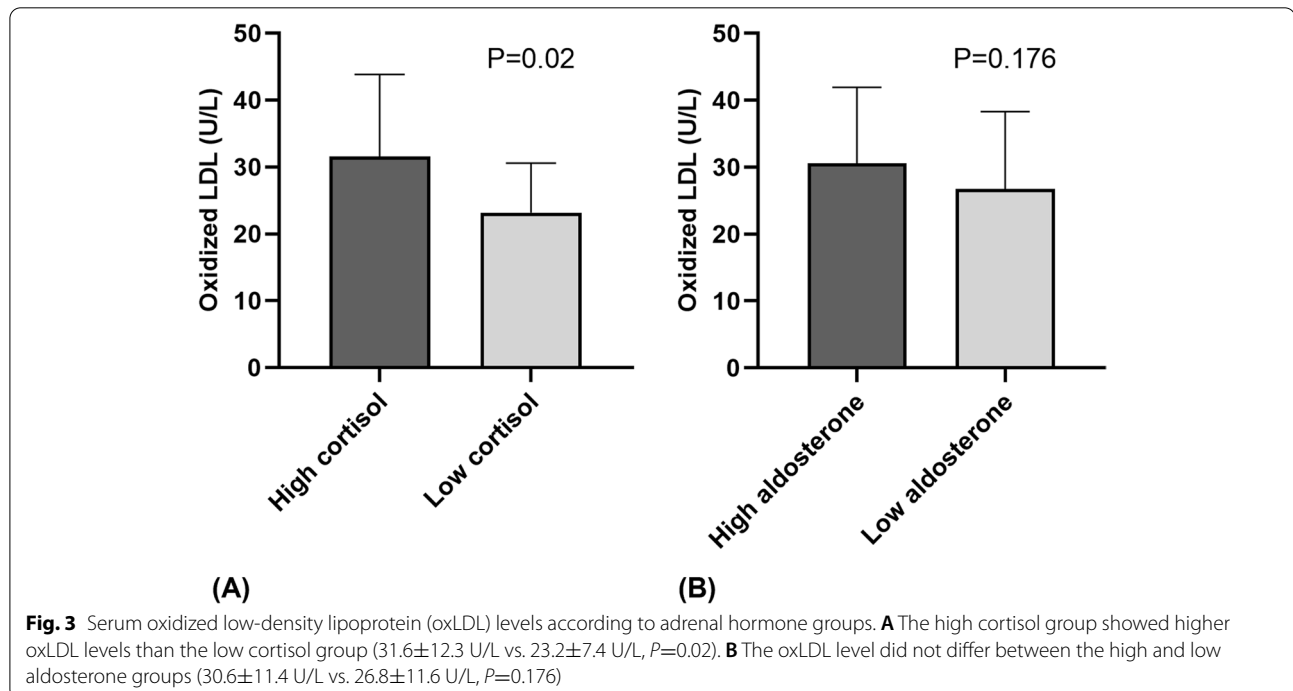 50
40
30
20
10
0
Oxidized LDL (U/L)
P=0.02
High cortisol
Low cortisol
(A)
50
40
30
20
10
0
Oxidized LDL (U/L)
P=0.176
High aldosterone
Low aldosterone
(B)
Fig. 3 Serum oxidized low-density lipoprotein (oxLDL) levels according to adrenal hormone groups. A The high cortisol group showed higher
oxLDL levels than the low cortisol group (31.6±12.3 U/L vs. 23.2±7.4 U/L, P=0.02). B The oxLDL level did not differ between the high and low
aldosterone groups (30.6±11.4 U/L vs. 26.8±11.6 U/L, P=0.176)